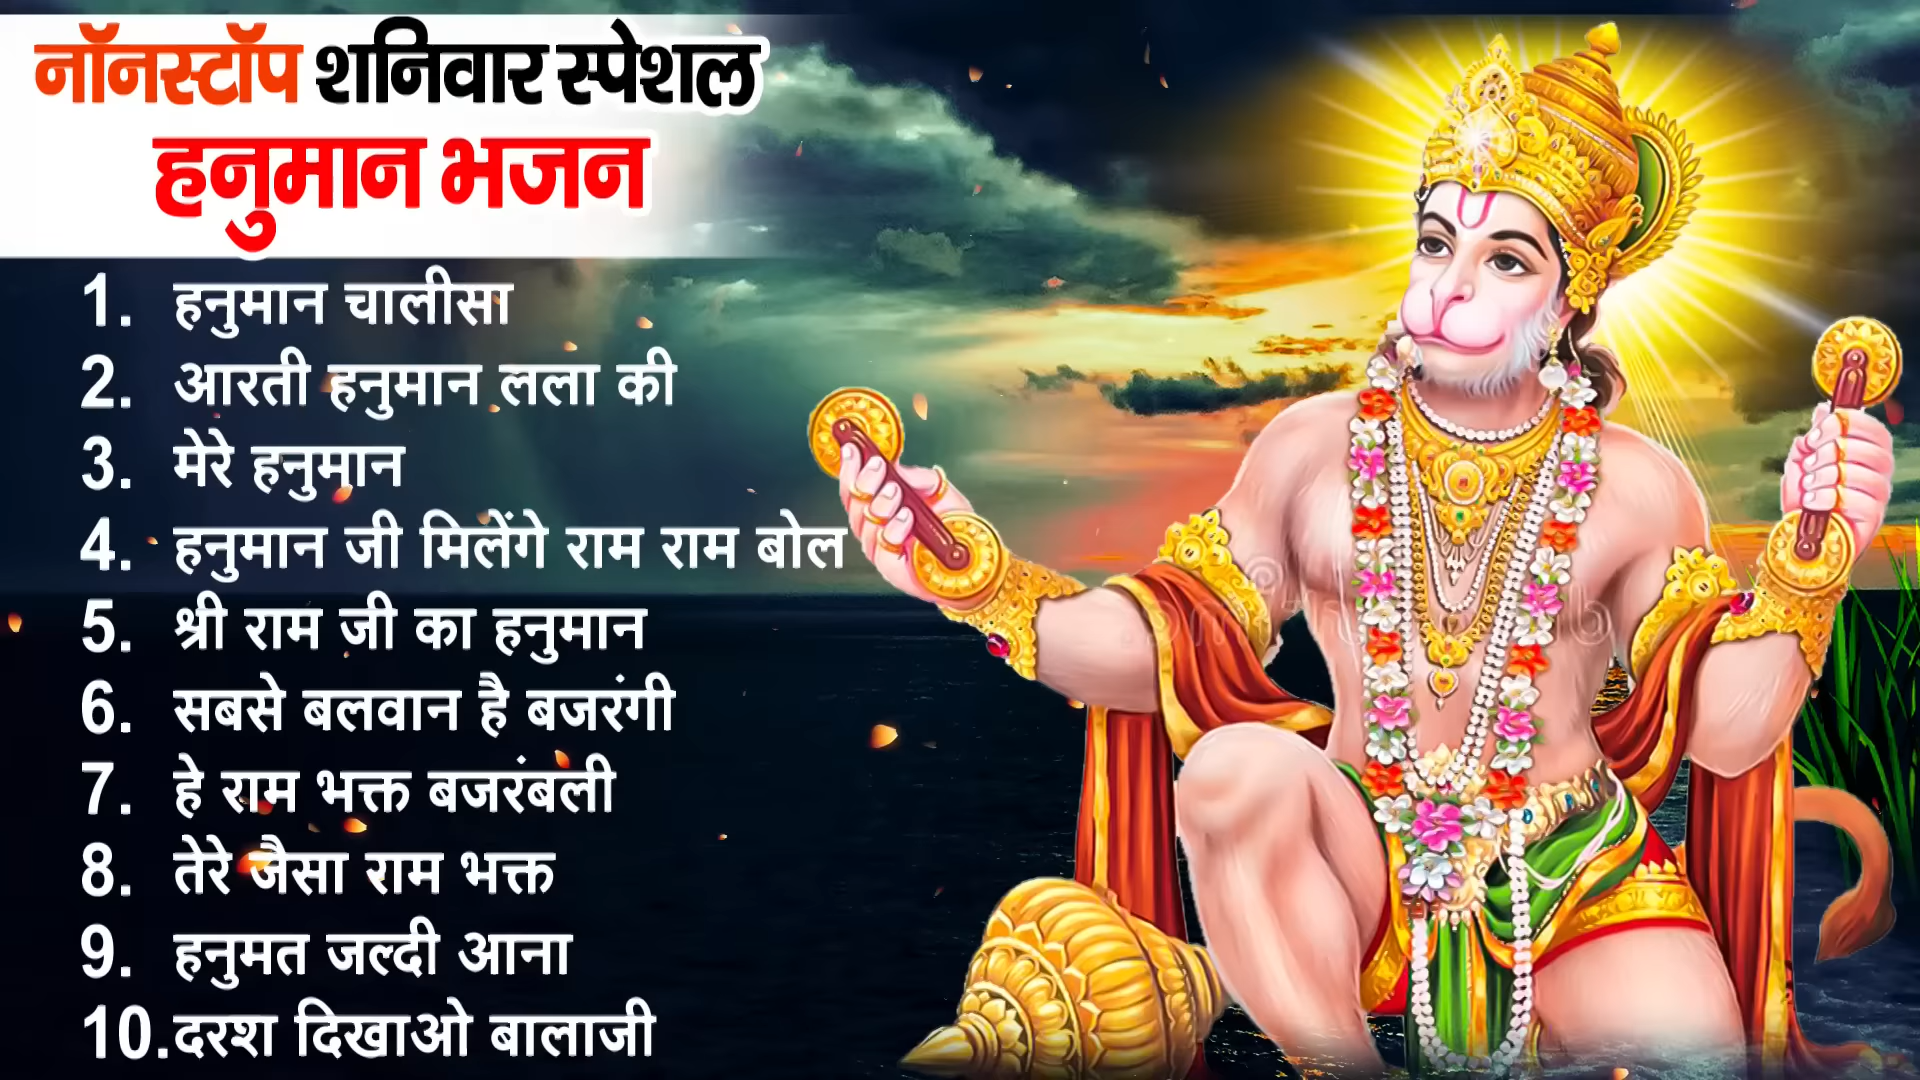 नॉनस्टॉप शनिवार स्पेशल
हनुमान भजन
1. हनुमान चालीसा
2. आरती हनुमान लला की
3. मेरे हनुमान
4. हनुमान जी मिलेंगे राम राम बोल
5. श्री राम जी का हनुमान
6. सबसे बलवान है बजरंगी
7. हे राम भक्त बजरंबली
8. तेरे जैसा राम भक्त
9. हनुमत जल्दी आना
10. दरश दिखाओ बालाजी